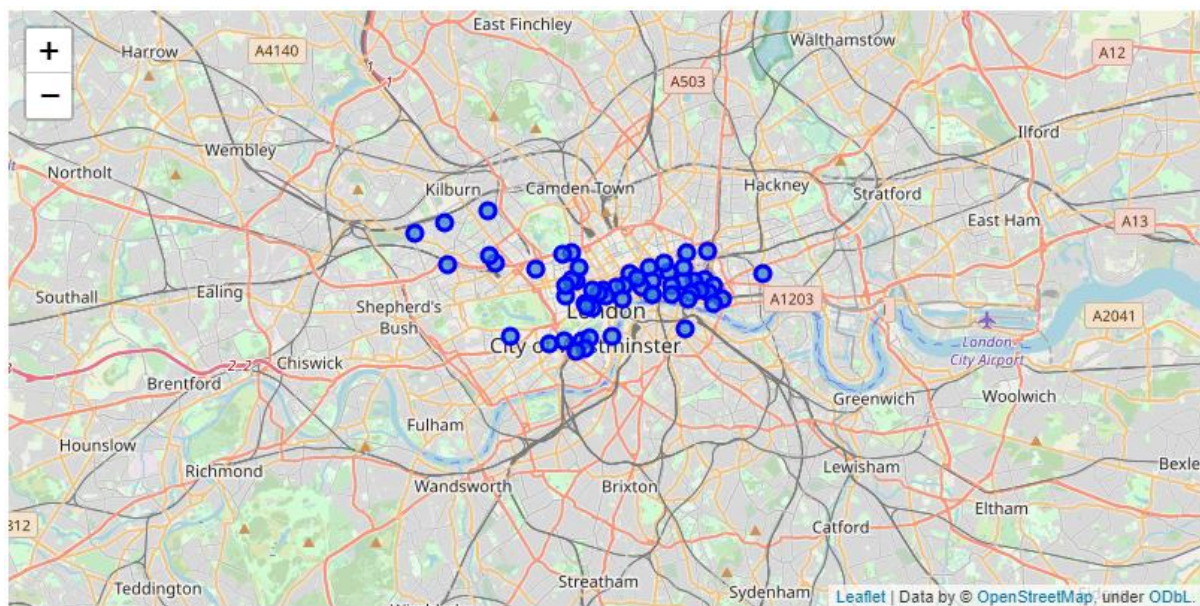 East Finchley
+
Harrow
A4140
Walthamstow
A12
A503
−
Ilford
Wembley
Northolt
Kilburn
Camden Town
Hackney
Stratford
East Ham
A13
Southall
Ealing
Shepherd's
Bush
London
A1203
A2041
City of
London
City Airport
Chiswick
Brentford
Greenwich
Woolwich
Fulham
Hounslow
Richmond
Wandsworth
Brixton
Lewisham
Eltham
Catford
Teddington
Streatham
Sydenham
Leaflet | Data by © OpenStreetMap, under ODbL.